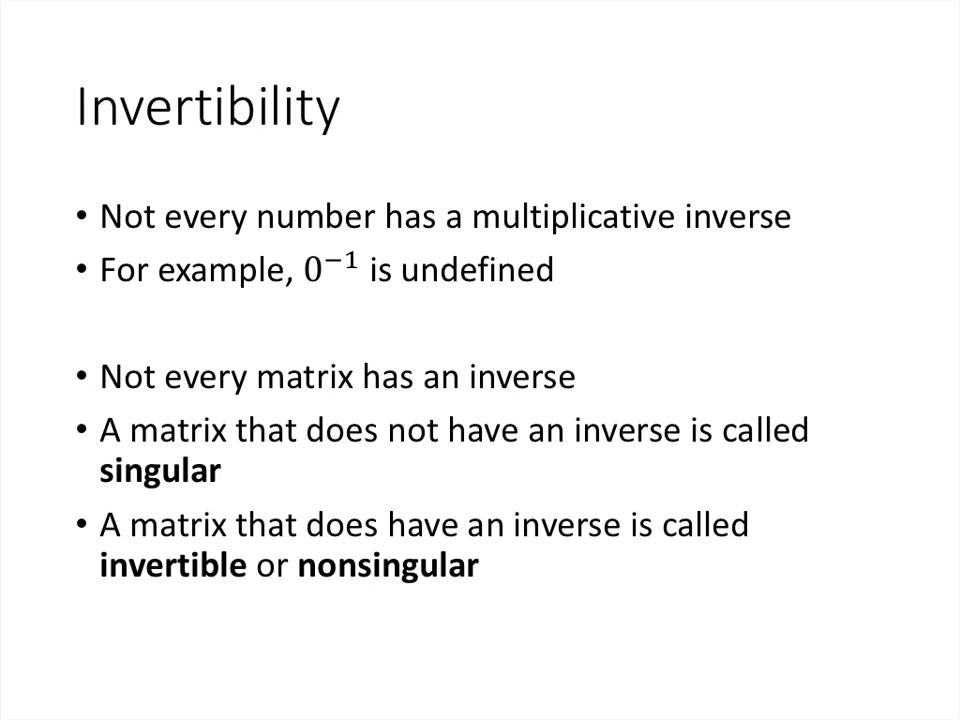 Invertibility
• Not every number has a multiplicative inverse
• For example, 0⁻¹ is undefined
• Not every matrix has an inverse
• A matrix that does not have an inverse is called
singular
• A matrix that does have an inverse is called
invertible or nonsingular